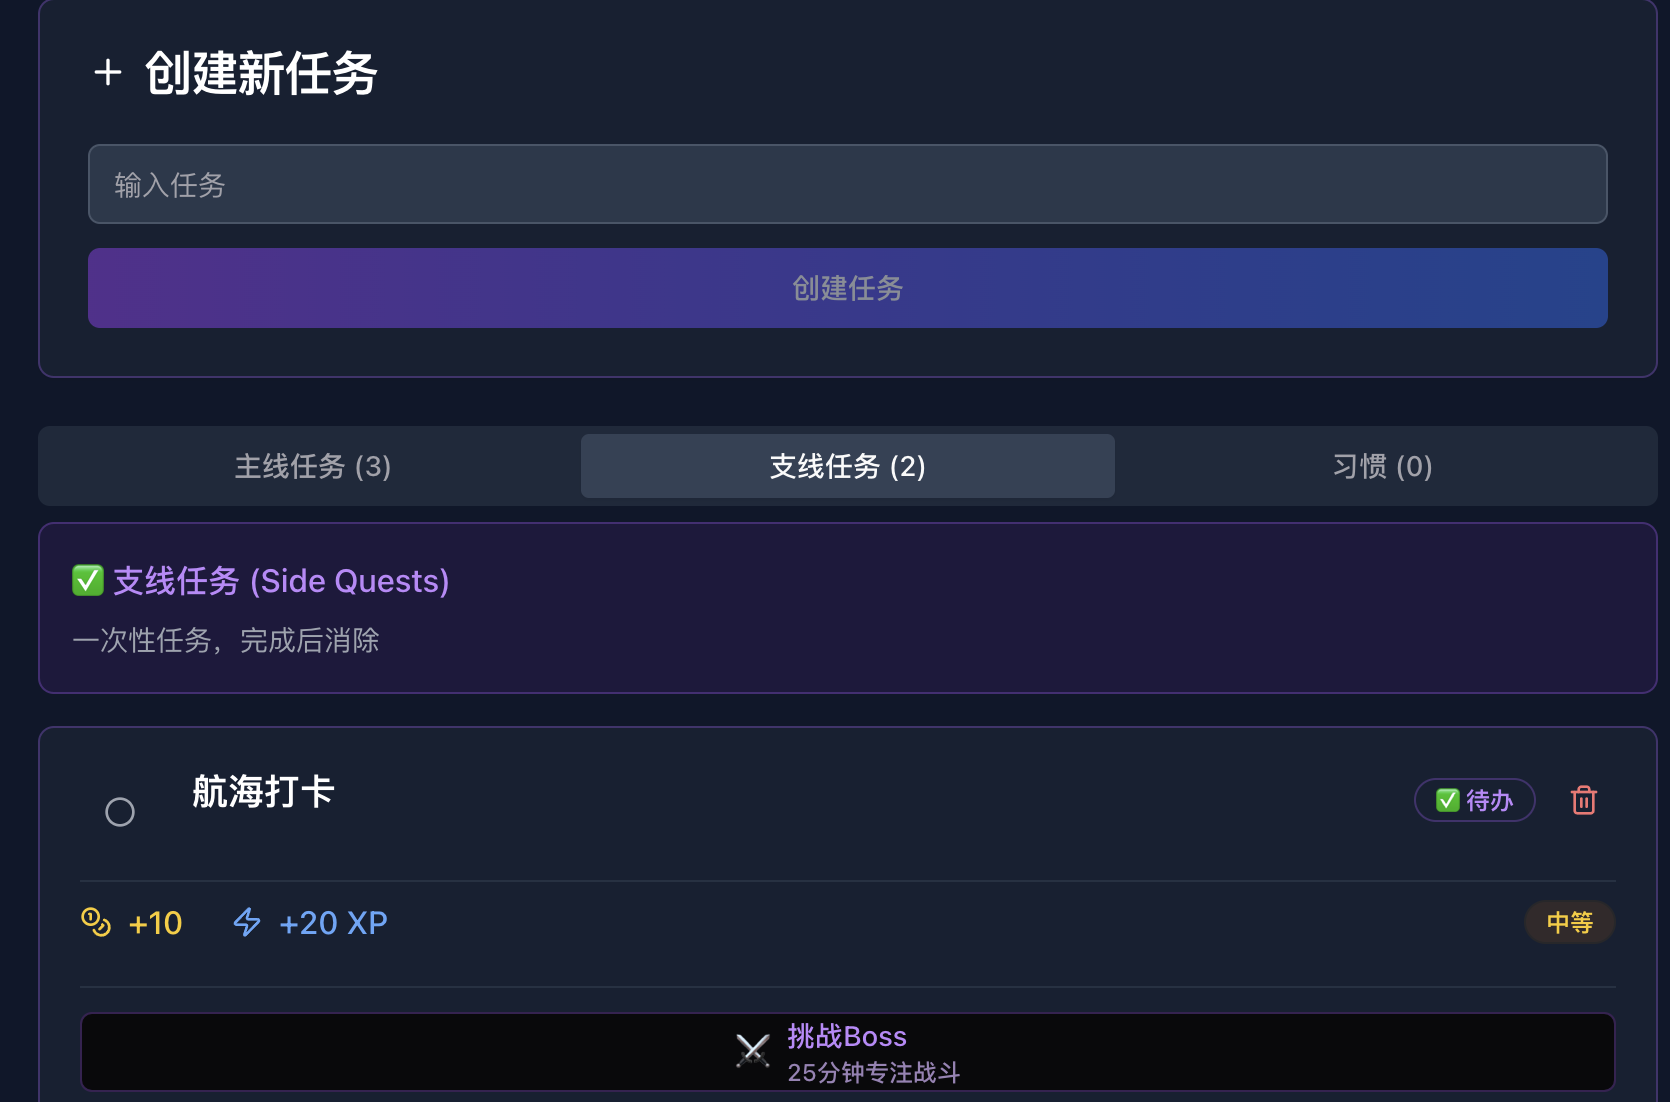 + 创建新任务
输入任务
创建任务
主线任务 (3)
支线任务 (2)
习惯 (0)
✅ 支线任务 (Side Quests)
一次性任务，完成后消除
航海打卡
✅ 待办
+10
+20 XP
中等
挑战Boss
25分钟专注战斗